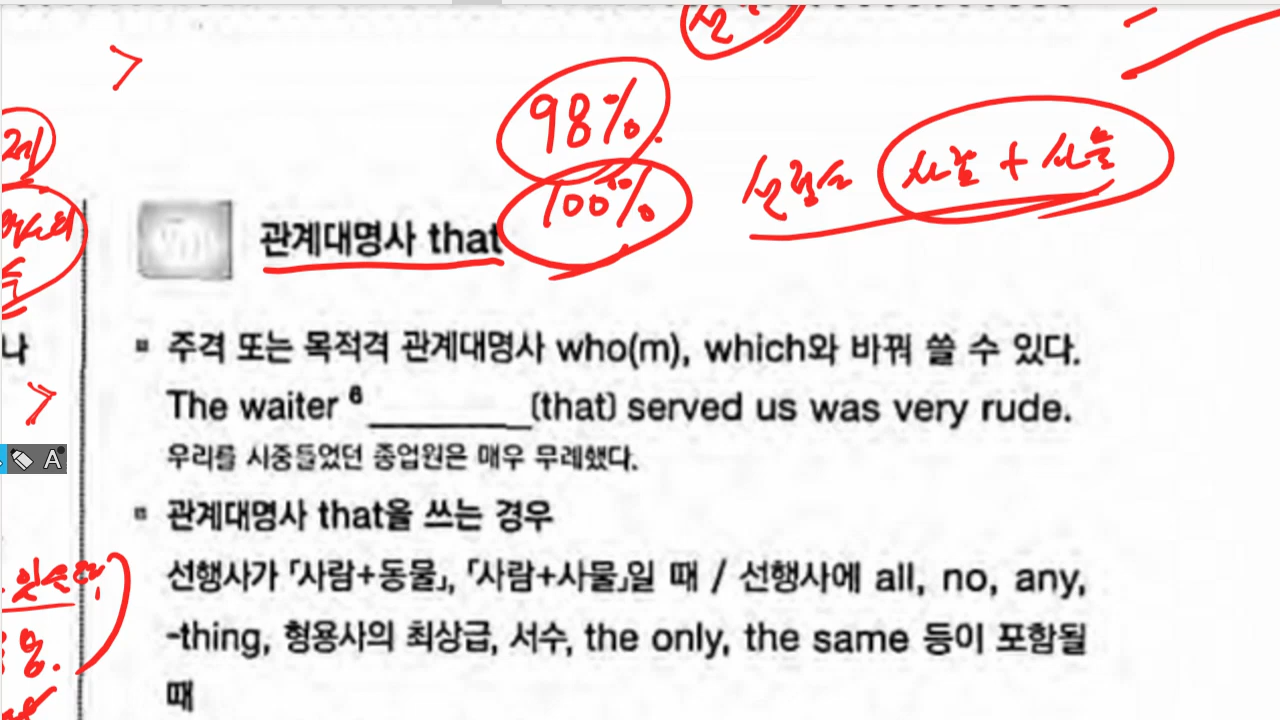 98%.
100%
선행사 사람 + 사물
제
관계대명사 that
주격 또는 목적격 관계대명사 who(m), which와 바꿔 쓸 수 있다.
나
The waiter 6 ________ (that) served us was very rude.
A
우리를 시중들었던 종업원은 매우 무례했다.
관계대명사 that을 쓰는 경우
선행사가 「사람+동물」, 「사람+사물」일 때 / 선행사에 all, no, any,
-thing, 형용사의 최상급, 서수, the only, the same 등이 포함될
때